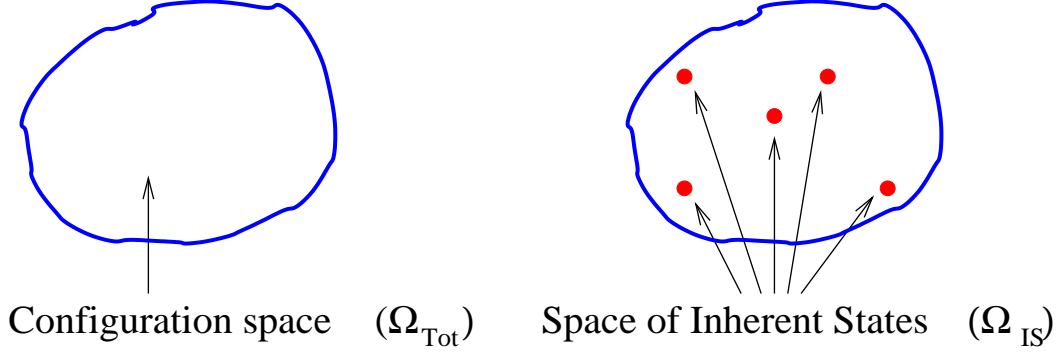 Configuration space (Ω_Tot) Space of Inherent States (Ω_IS)